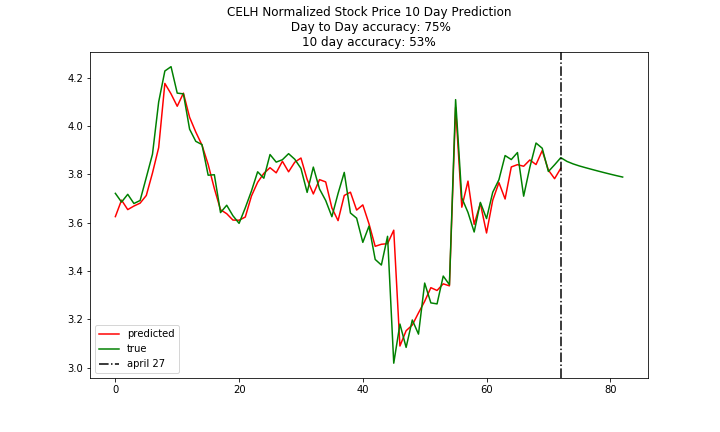 CELH Normalized Stock Price 10 Day Prediction
Day to Day accuracy: 75%
10 day accuracy: 53%
4.2
4.0
3.8
3.6
3.4
3.2
3.0
predicted
true
april 27
0
20
40
60
80